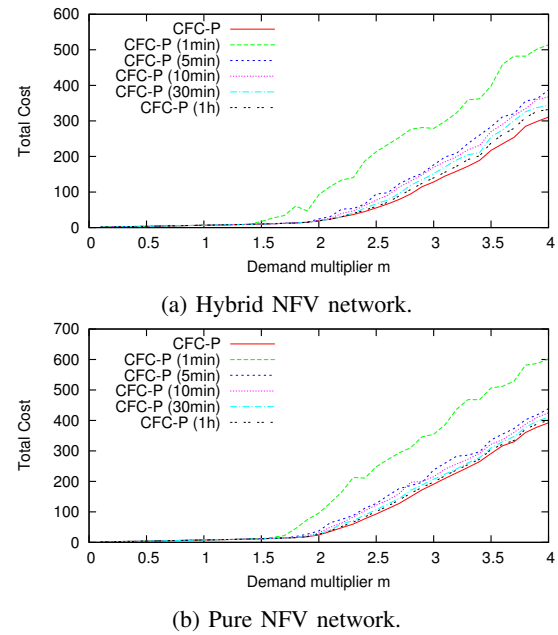 600
500
400
300
200
100
0
Total Cost
CFC-P
CFC-P (1min)
CFC-P (5min)
CFC-P (10min)
CFC-P (30min)
CFC-P (1h)
0 0.5 1 1.5 2 2.5 3 3.5 4
Demand multiplier m
(a) Hybrid NFV network.
700
600
500
400
300
200
100
0
Total Cost
CFC-P
CFC-P (1min)
CFC-P (5min)
CFC-P (10min)
CFC-P (30min)
CFC-P (1h)
0 0.5 1 1.5 2 2.5 3 3.5 4
Demand multiplier m
(b) Pure NFV network.